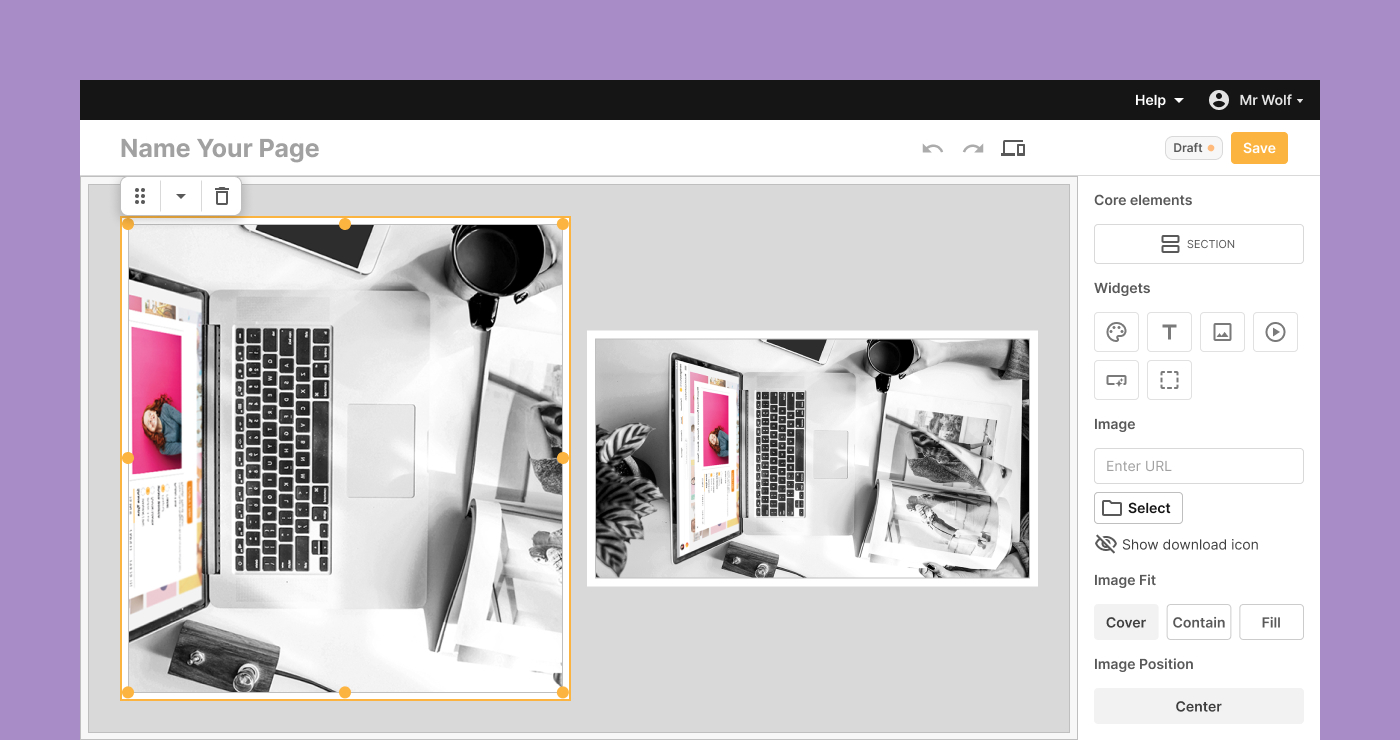 Help
Mr Wolf
Name Your Page
Draft
Save
Core elements
SECTION
Widgets
T
Image
Enter URL
Select
Show download icon
Image Fit
Cover
Contain
Fill
Image Position
Center